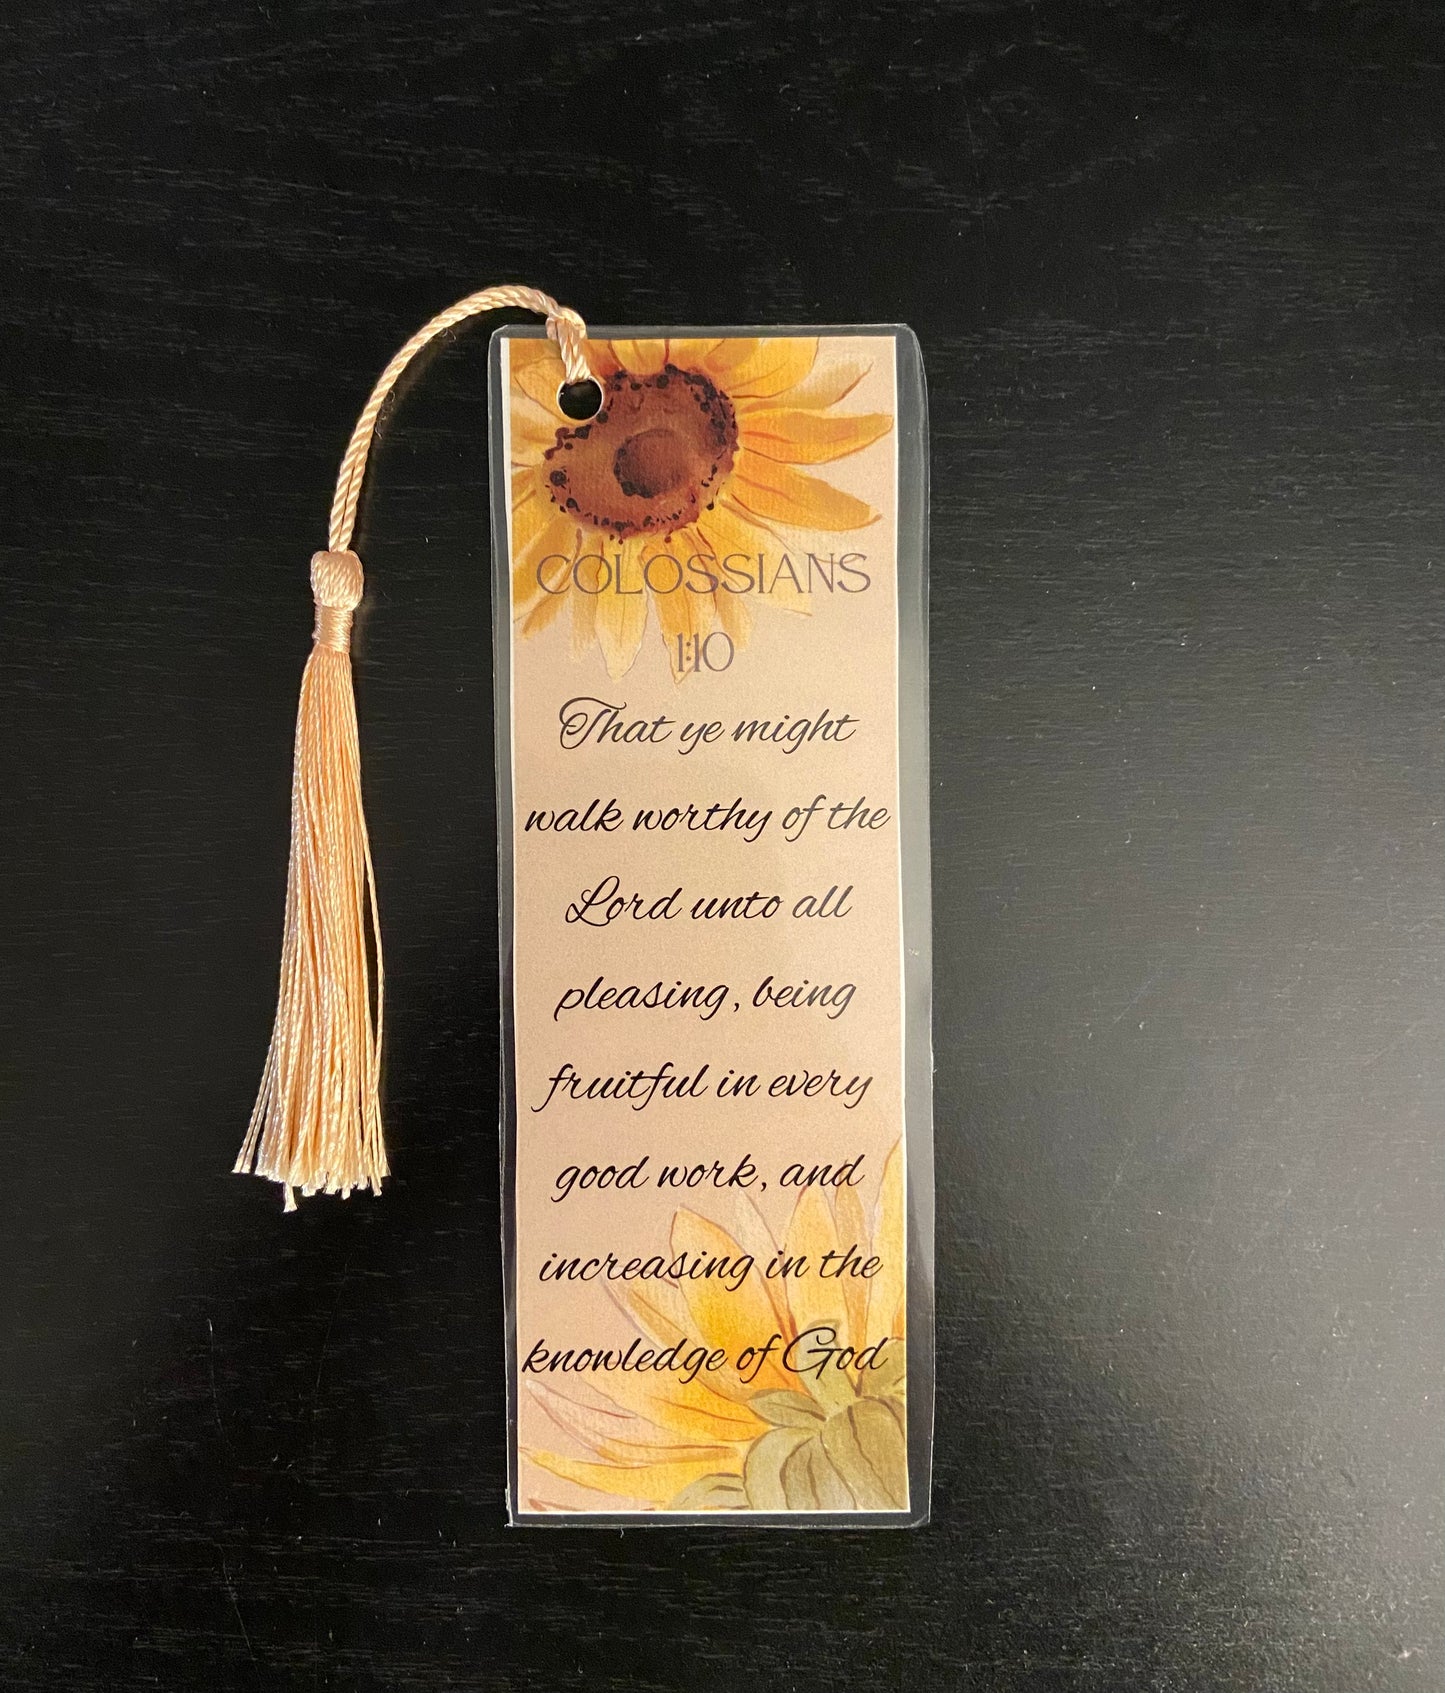 COLOSSIANS
1:10
That ye might
walk worthy of the
Lord unto all
pleasing, being
fruitful in every
good work, and
increasing in the
knowledge of God